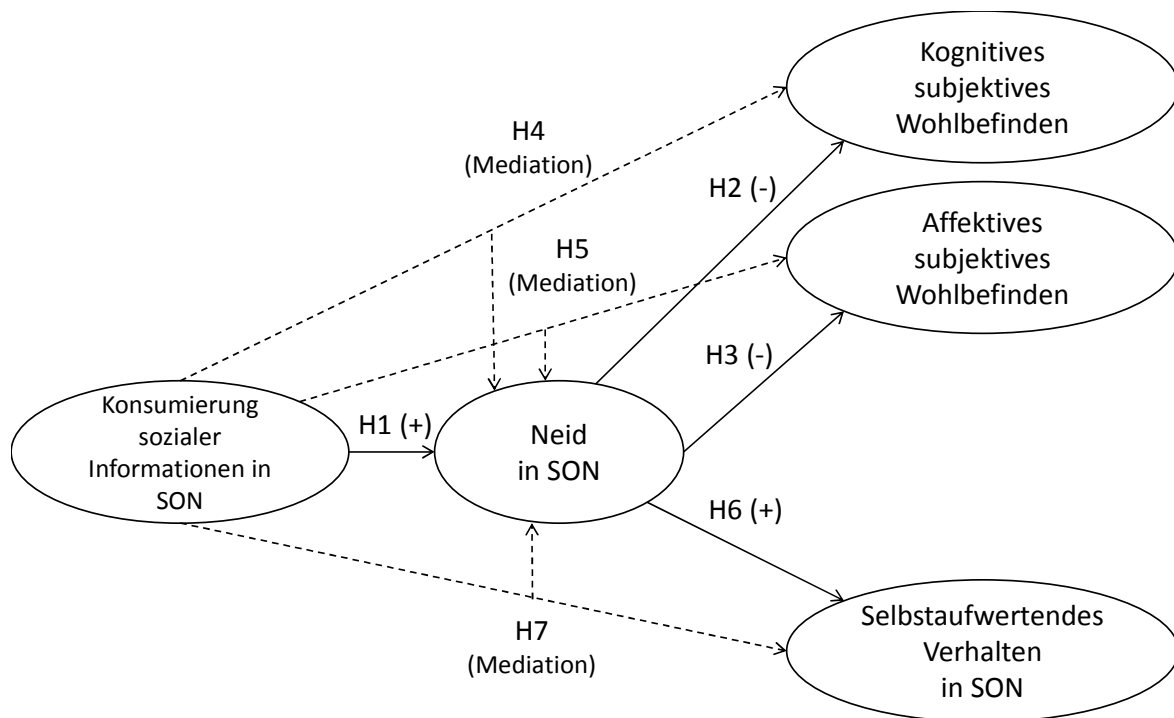 Kognitives
subjektives
Wohlbefinden
H4
(Mediation)
H2 (-)
Affektives
subjektives
Wohlbefinden
H5
(Mediation)
H3 (-)
Konsumierung
sozialer
Informationen in
SON
H1 (+)
Neid
in SON
H6 (+)
Selbstaufwertendes
Verhalten
in SON
H7
(Mediation)